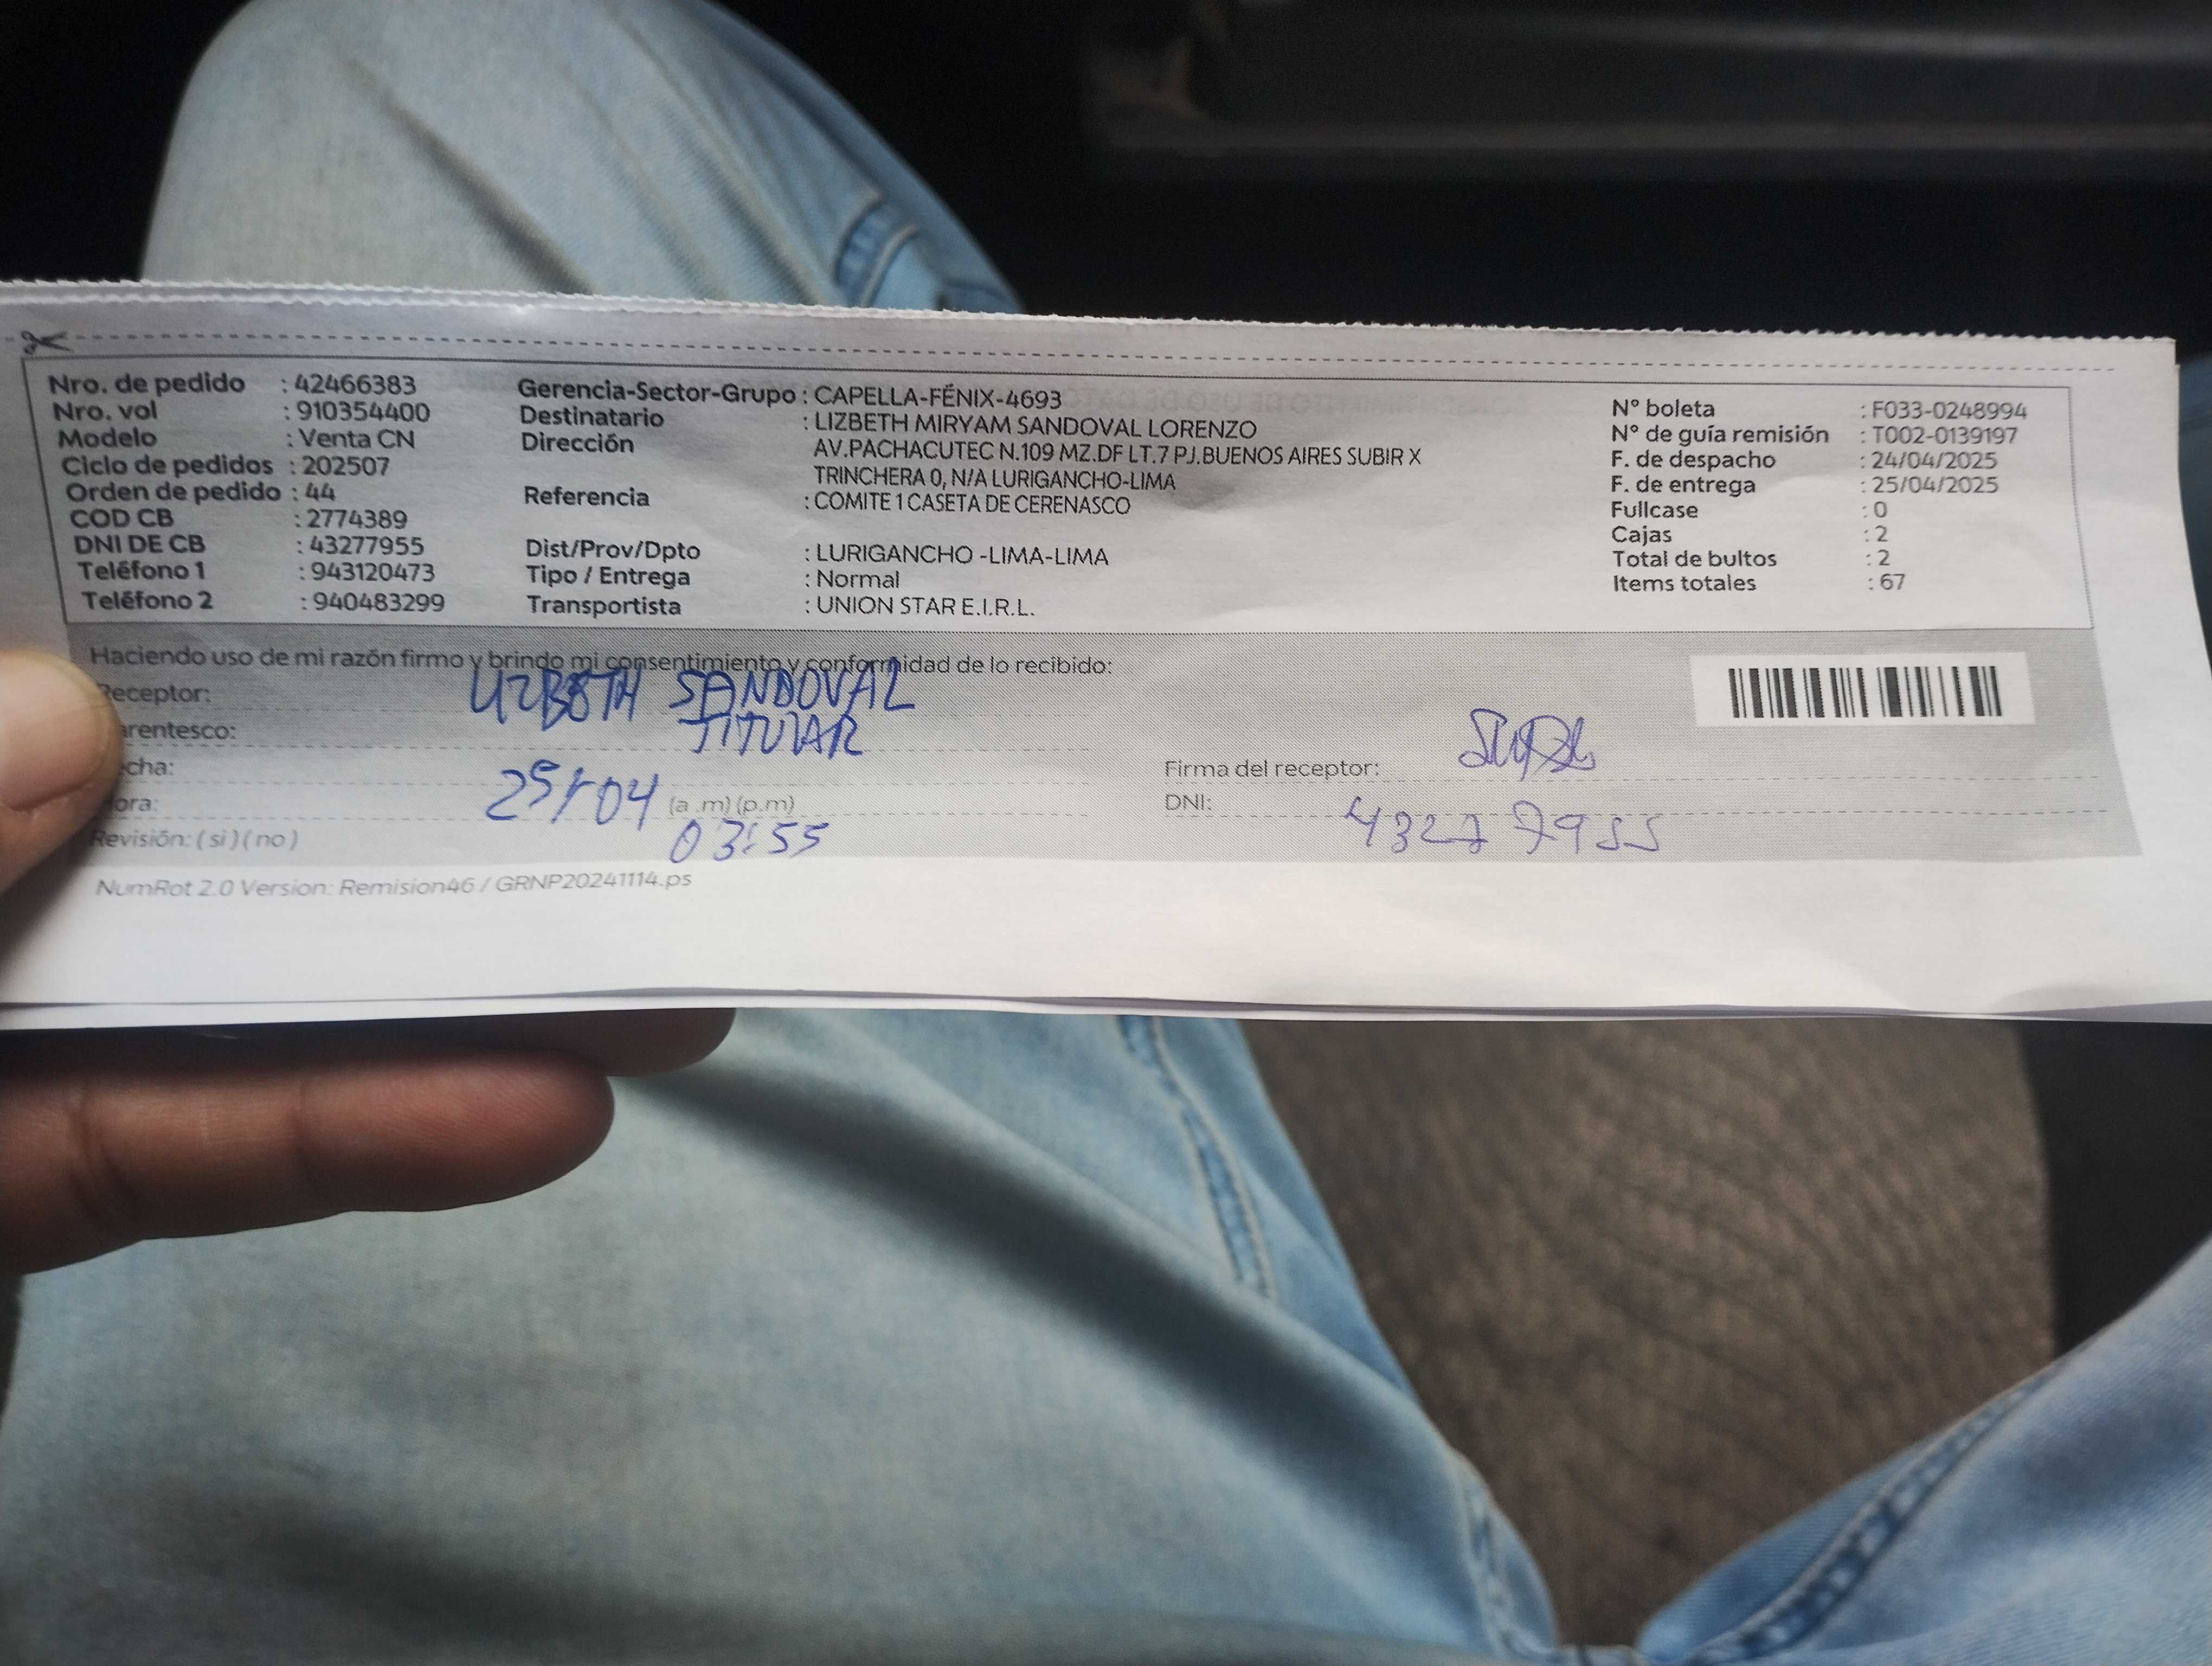 Nro. de pedido : 42466383
Nro. vol : 910354400
Modelo : Venta CN
Ciclo de pedidos : 202507
Orden de pedido : 44
COD CB : 2774389
DNI DE CB : 43277955
Teléfono 1 : 943120473
Teléfono 2 : 940483299
Gerencia-Sector-Grupo : CAPELLA-FÉNIX-4693
Destinatario : LIZBETH MIRYAM SANDOVAL LORENZO
Dirección AV.PACHACUTEC N.109 MZ.DF LT.7 PJ.BUENOS AIRES SUBIR X
TRINCHERA 0, N/A LURIGANCHO-LIMA
Referencia : COMITE 1 CASETA DE CERENASCO
Dist/Prov/Dpto : LURIGANCHO -LIMA-LIMA
Tipo / Entrega : Normal
Transportista : UNION STAR E.I.R.L.
N° boleta : F033-0248994
N° de guía remisión : T002-0139197
F. de despacho : 24/04/2025
F. de entrega : 25/04/2025
Fullcase : 0
Cajas : 2
Total de bultos : 2
Items totales : 67
Haciendo uso de mi razón firmo y brindo mi consentimiento y conformidad de lo recibido:
Receptor: LIZBETH SANDOVAL
arentesco: TITULAR
cha: 25/04
ora: (a .m) (p.m) 03:55
Revisión: ( si ) ( no )
Firma del receptor:
DNI: 43277955
NumRot 2.0 Version: Remision46 / GRNP20241114.ps